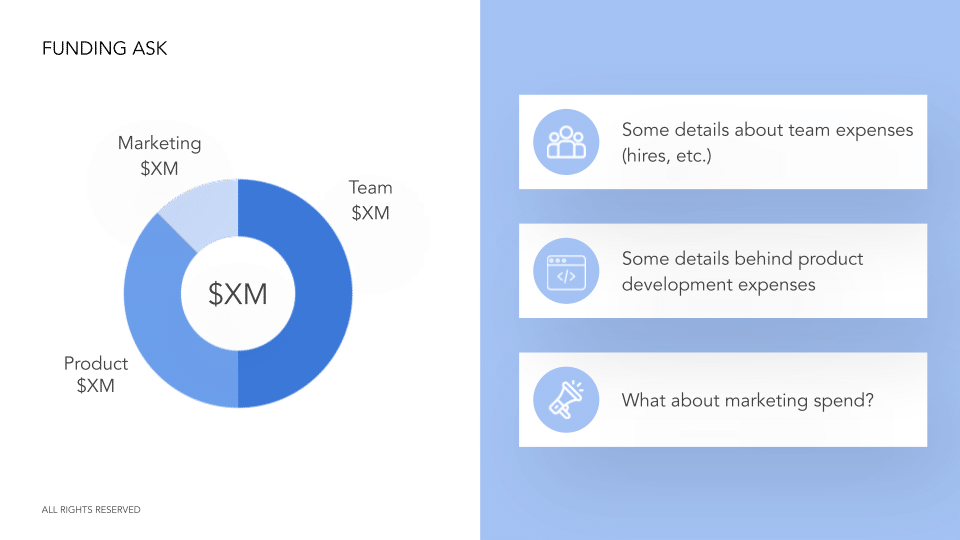 FUNDING ASK
Marketing
$XM
Team
$XM
$XM
Product
$XM
Some details about team expenses
(hires, etc.)
</>
Some details behind product
development expenses
What about marketing spend?
ALL RIGHTS RESERVED